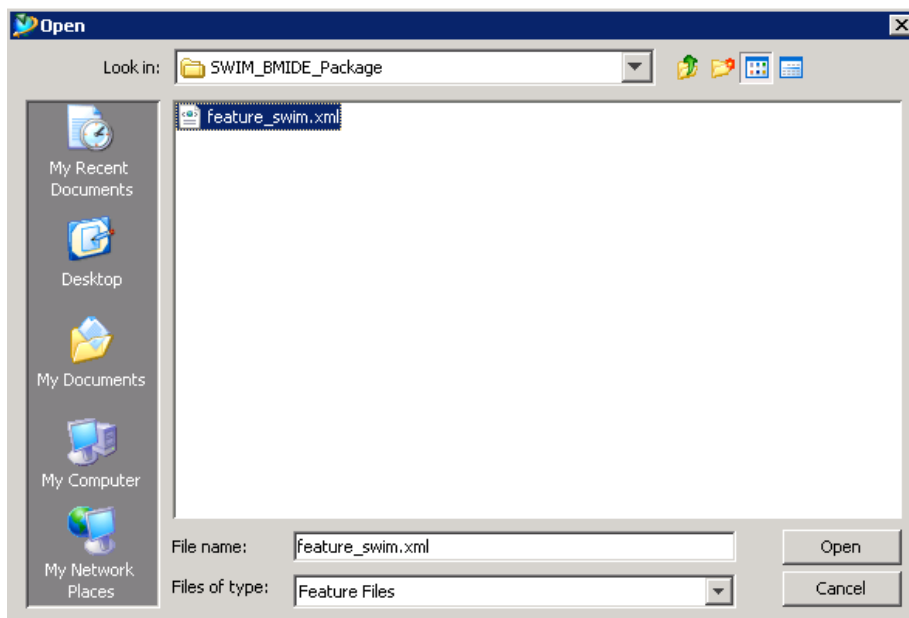 Open
Look in:
SWIM_BMIDE_Package
feature_swim.xml
My Recent
Documents
Desktop
My Documents
My Computer
My Network
Places
File name:
feature_swim.xml
Open
Files of type:
Feature Files
Cancel